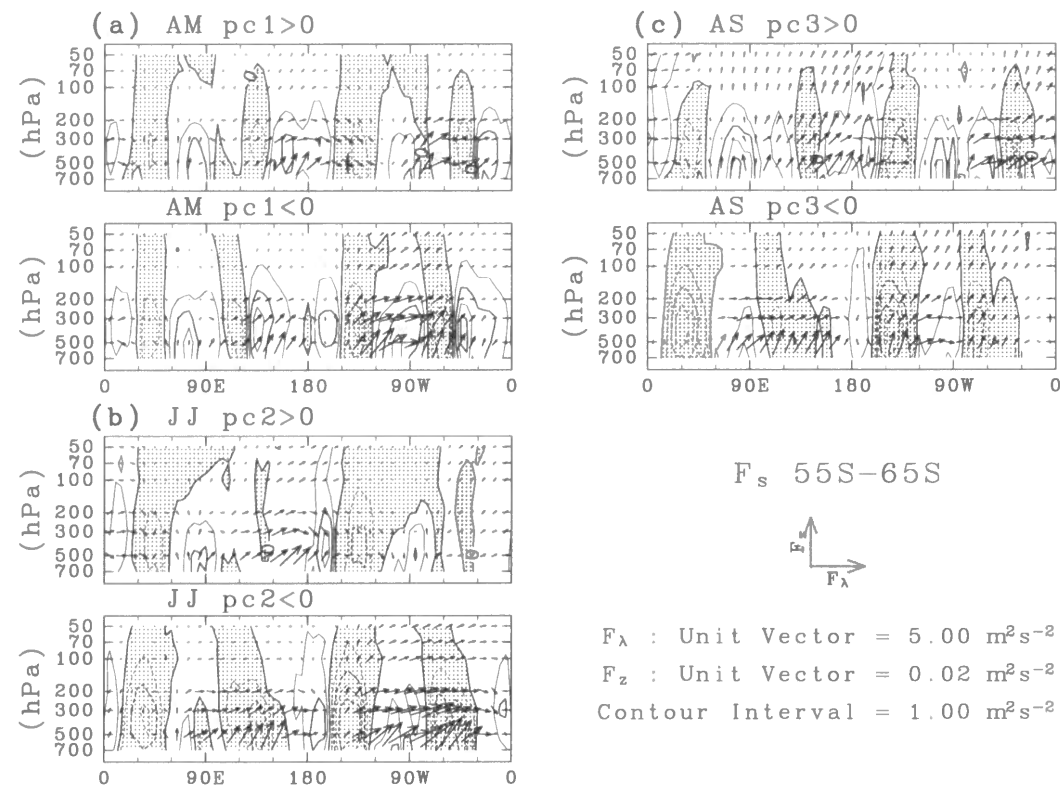 (a) AM pc1>0
50
70
100
(hPa)
200
300
500
700
AM pc1<0
50
70
100
(hPa)
200
300
500
700
0 90E 180 90W 0
(b) JJ pc2>0
50
70
100
(hPa)
200
300
500
700
JJ pc2<0
50
70
100
(hPa)
200
300
500
700
0 90E 180 90W 0
(c) AS pc3>0
50
70
100
(hPa)
200
300
500
700
AS pc3<0
50
70
100
(hPa)
200
300
500
700
0 90E 180 90W 0
Fs 55S−65S
Fz
Fλ
Fλ : Unit Vector = 5.00 m²s⁻²
Fz : Unit Vector = 0.02 m²s⁻²
Contour Interval = 1.00 m²s⁻²